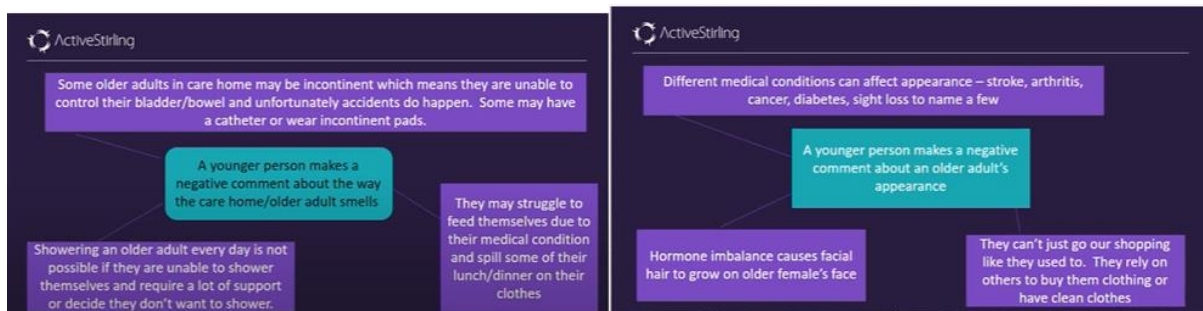 ActiveStirling
Some older adults in care home may be incontinent which means they are unable to
control their bladder/bowel and unfortunately accidents do happen.  Some may have
a catheter or wear incontinent pads.
A younger person makes a
negative comment about the way
the care home/older adult smells
They may struggle to
feed themselves due to
their medical condition
and spill some of their
lunch/dinner on their
clothes
Showering an older adult every day is not
possible if they are unable to shower
themselves and require a lot of support
or decide they don't want to shower.
ActiveStirling
Different medical conditions can affect appearance – stroke, arthritis,
cancer, diabetes, sight loss to name a few
A younger person makes a negative
comment about an older adult's
appearance
Hormone imbalance causes facial
hair to grow on older female's face
They can't just go our shopping
like they used to.  They rely on
others to buy them clothing or
have clean clothes